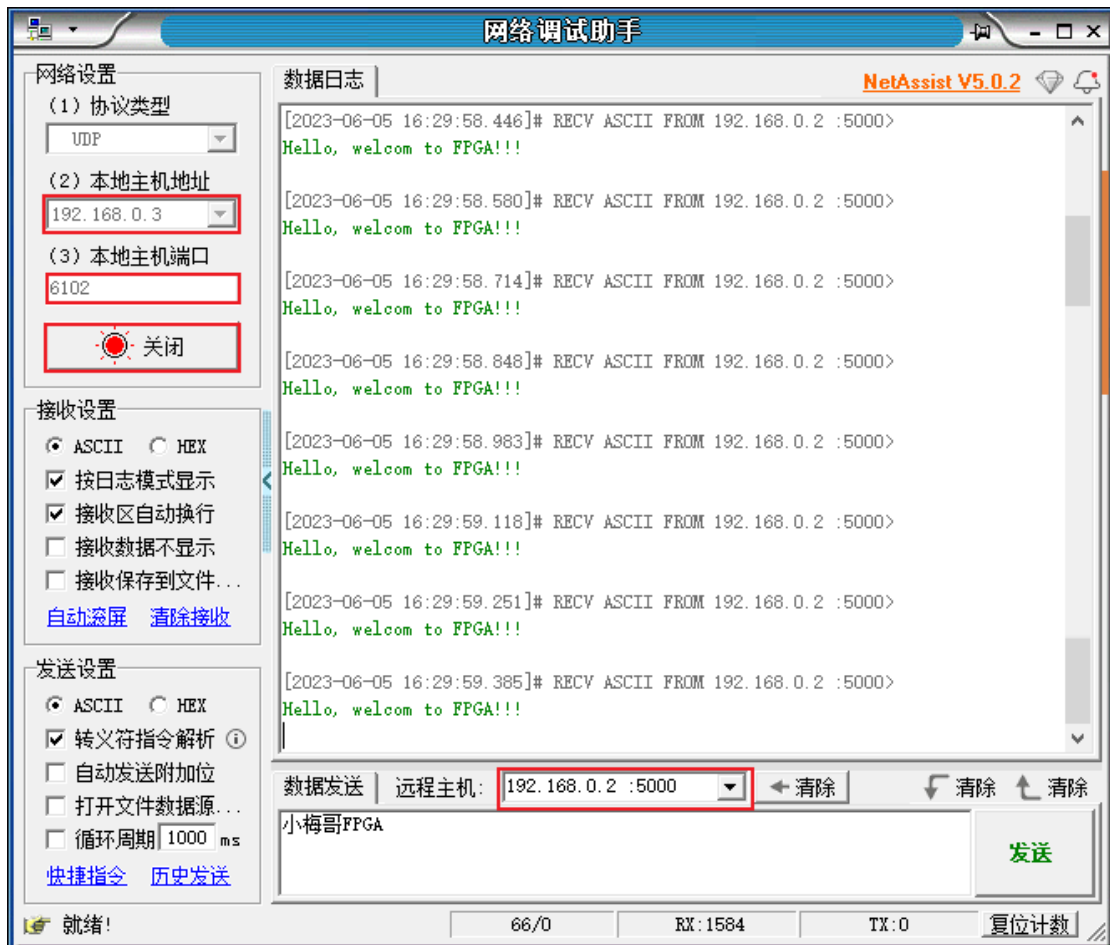 网络调试助手
网络设置
(1) 协议类型
UDP
(2) 本地主机地址
192.168.0.3
(3) 本地主机端口
6102
关闭
接收设置
ASCII HEX
按日志模式显示
接收区自动换行
接收数据不显示
接收保存到文件...
自动滚屏 清除接收
发送设置
ASCII HEX
转义符指令解析
自动发送附加位
打开文件数据源...
循环周期 1000 ms
快捷指令 历史发送
数据日志 NetAssist V5.0.2
[2023-06-05 16:29:58.446]# RECV ASCII FROM 192.168.0.2 :5000>
Hello, welcom to FPGA!!!
[2023-06-05 16:29:58.580]# RECV ASCII FROM 192.168.0.2 :5000>
Hello, welcom to FPGA!!!
[2023-06-05 16:29:58.714]# RECV ASCII FROM 192.168.0.2 :5000>
Hello, welcom to FPGA!!!
[2023-06-05 16:29:58.848]# RECV ASCII FROM 192.168.0.2 :5000>
Hello, welcom to FPGA!!!
[2023-06-05 16:29:58.983]# RECV ASCII FROM 192.168.0.2 :5000>
Hello, welcom to FPGA!!!
[2023-06-05 16:29:59.118]# RECV ASCII FROM 192.168.0.2 :5000>
Hello, welcom to FPGA!!!
[2023-06-05 16:29:59.251]# RECV ASCII FROM 192.168.0.2 :5000>
Hello, welcom to FPGA!!!
[2023-06-05 16:29:59.385]# RECV ASCII FROM 192.168.0.2 :5000>
Hello, welcom to FPGA!!!
数据发送 远程主机: 192.168.0.2 :5000 清除 清除 清除
小梅哥FPGA
发送
就绪! 66/0 RX:1584 TX:0 复位计数